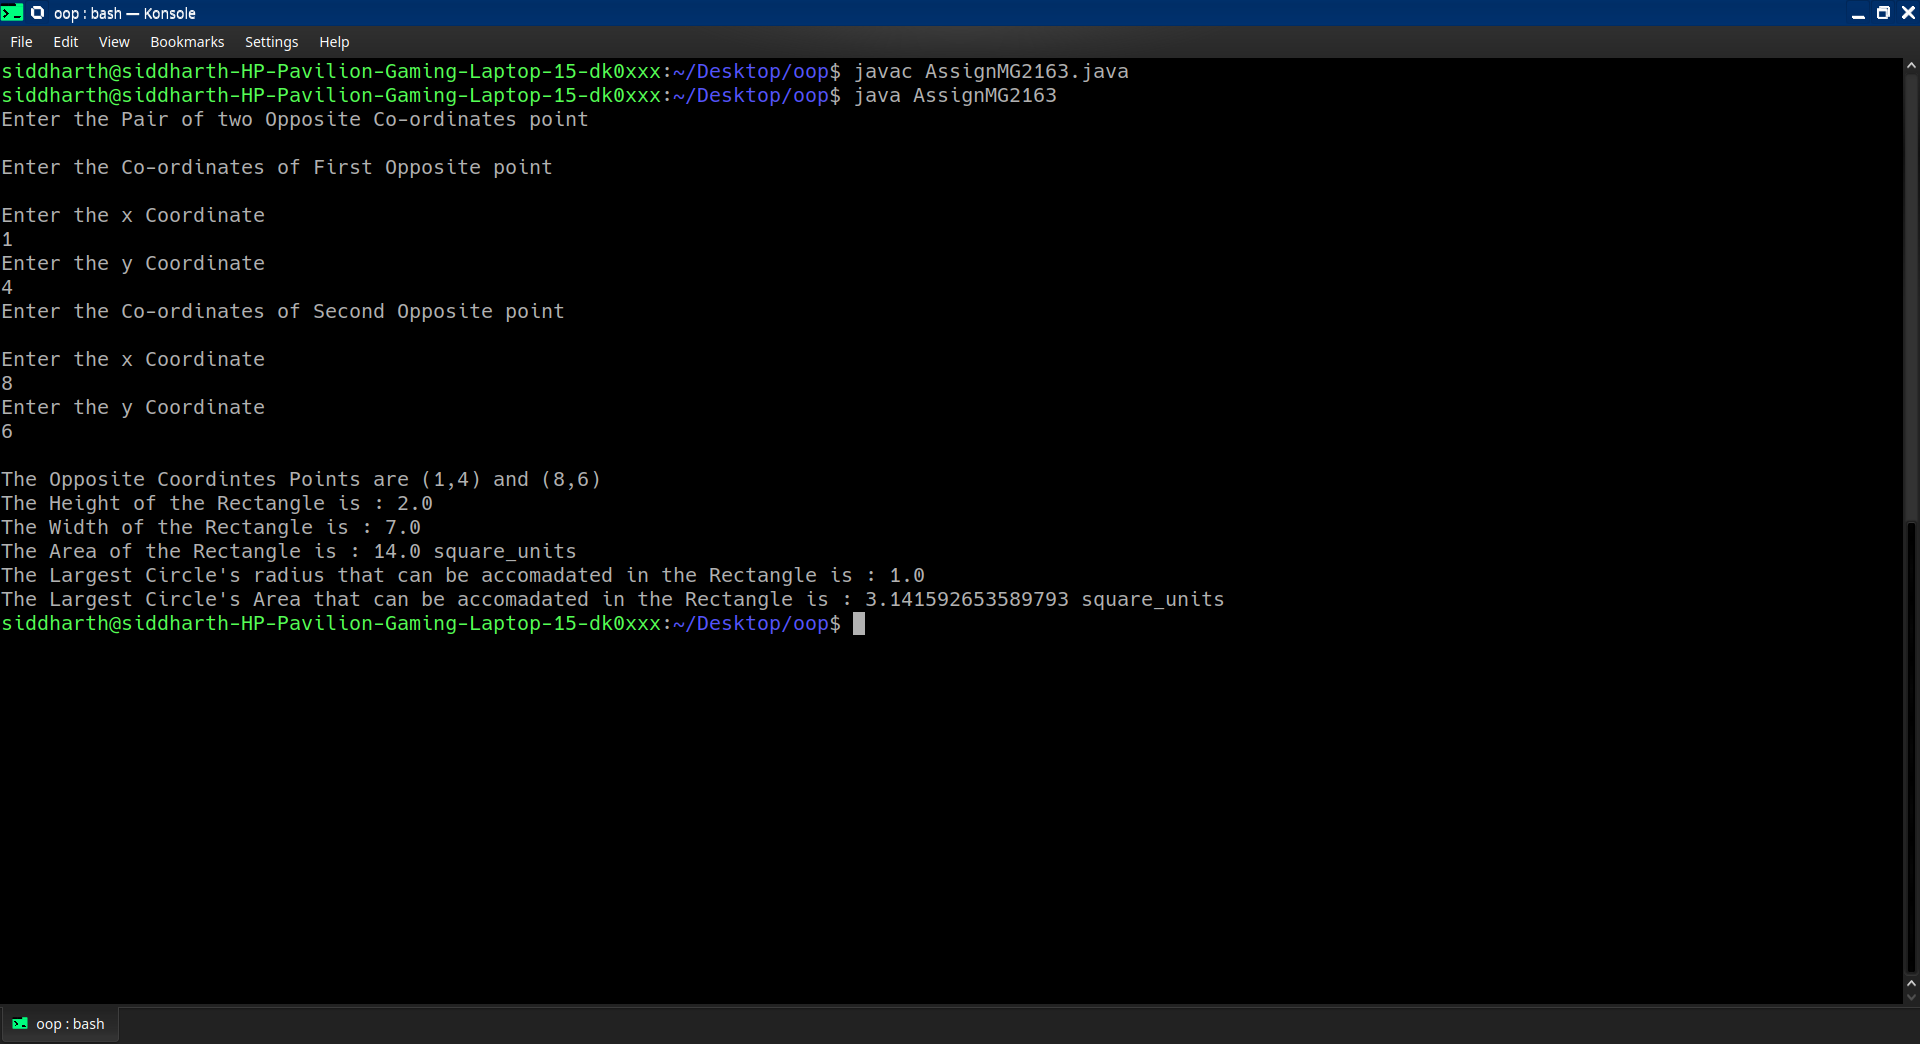 oop : bash — Konsole
File Edit View Bookmarks Settings Help
siddharth@siddharth-HP-Pavilion-Gaming-Laptop-15-dk0xxx:~/Desktop/oop$ javac AssignMG2163.java
siddharth@siddharth-HP-Pavilion-Gaming-Laptop-15-dk0xxx:~/Desktop/oop$ java AssignMG2163
Enter the Pair of two Opposite Co-ordinates point
Enter the Co-ordinates of First Opposite point
Enter the x Coordinate
1
Enter the y Coordinate
4
Enter the Co-ordinates of Second Opposite point
Enter the x Coordinate
8
Enter the y Coordinate
6
The Opposite Coordintes Points are (1,4) and (8,6)
The Height of the Rectangle is : 2.0
The Width of the Rectangle is : 7.0
The Area of the Rectangle is : 14.0 square_units
The Largest Circle's radius that can be accomadated in the Rectangle is : 1.0
The Largest Circle's Area that can be accomadated in the Rectangle is : 3.141592653589793 square_units
siddharth@siddharth-HP-Pavilion-Gaming-Laptop-15-dk0xxx:~/Desktop/oop$
oop : bash